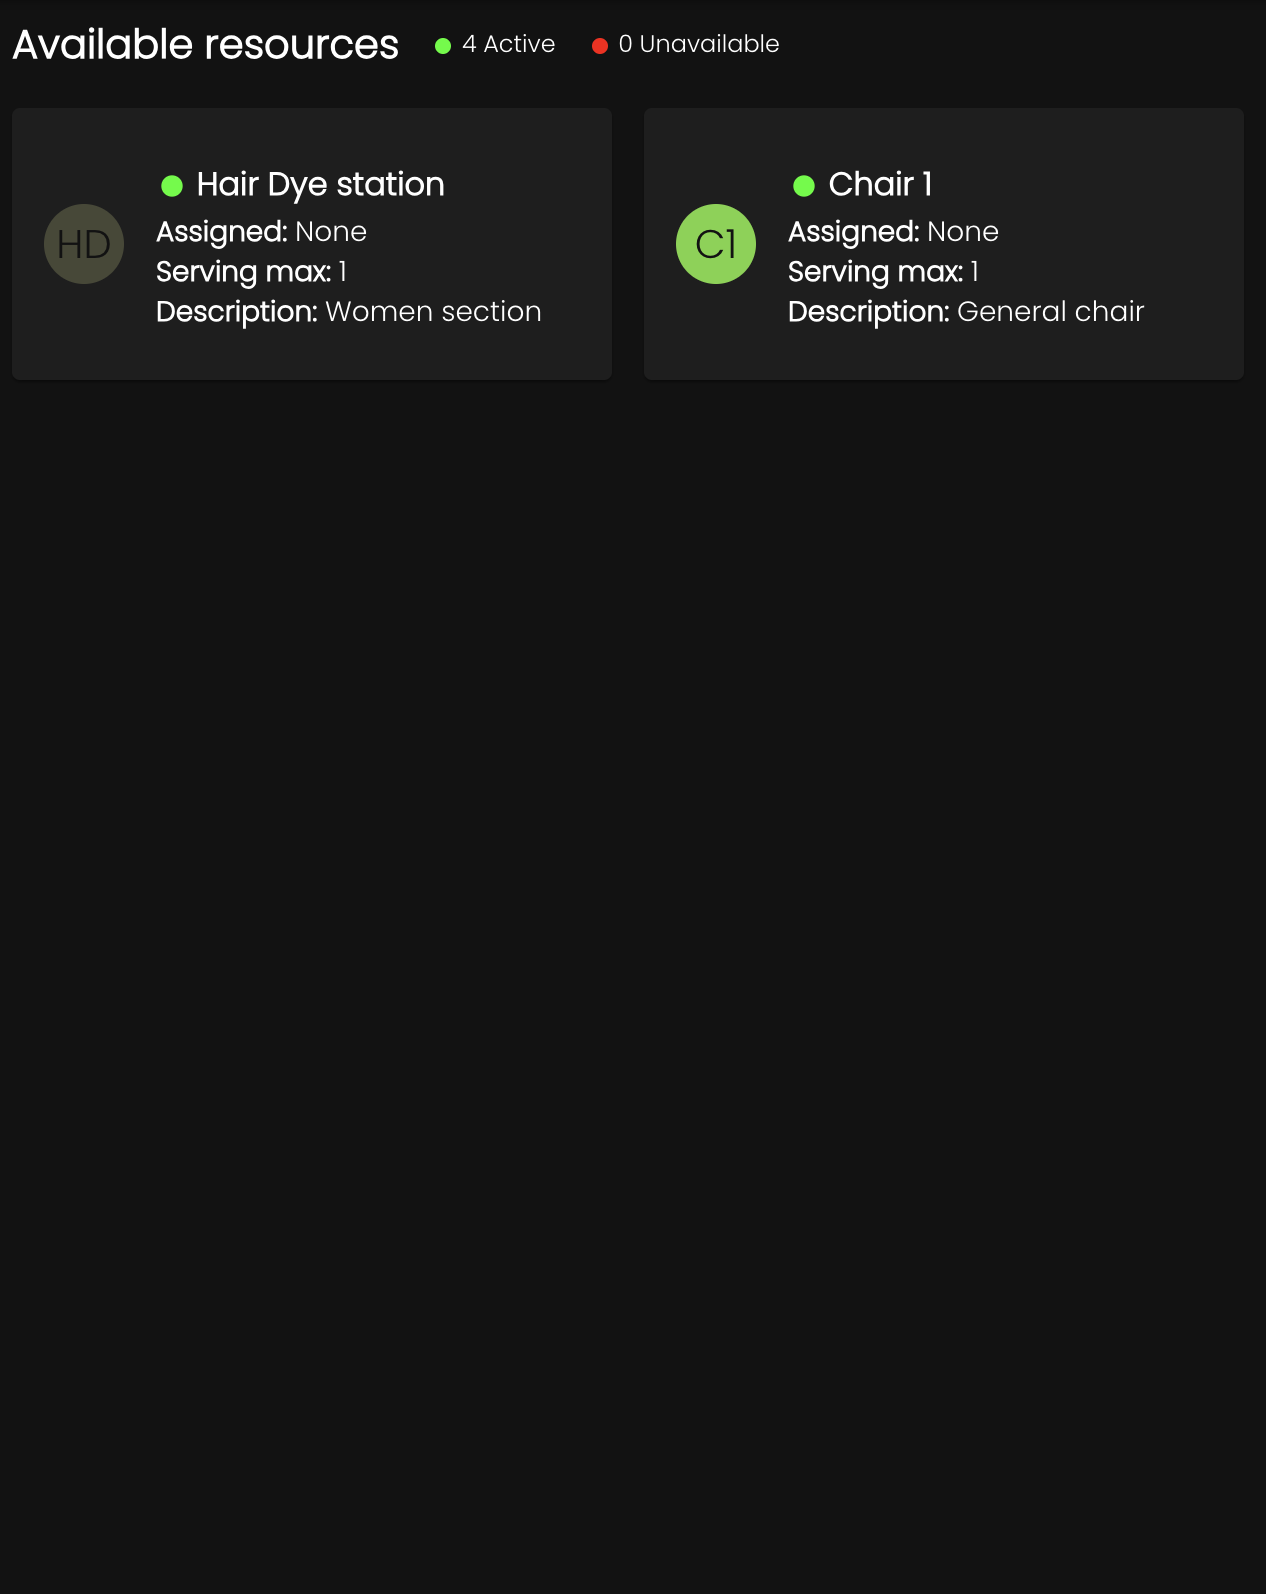 Available resources 4 Active 0 Unavailable
Hair Dye station
HD
Assigned: None
Serving max: 1
Description: Women section
Chair 1
C1
Assigned: None
Serving max: 1
Description: General chair